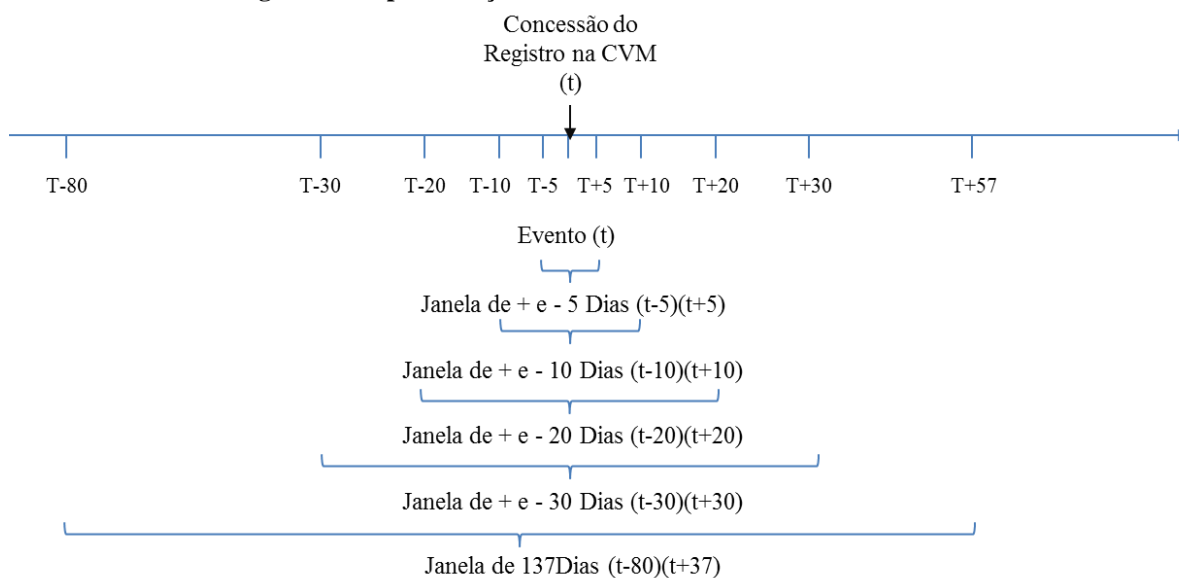 Concessão do
Registro na CVM
(t)
T-80 T-30 T-20 T-10 T-5 T+5 T+10 T+20 T+30 T+57
Evento (t)
Janela de + e - 5 Dias (t-5)(t+5)
Janela de + e - 10 Dias (t-10)(t+10)
Janela de + e - 20 Dias (t-20)(t+20)
Janela de + e - 30 Dias (t-30)(t+30)
Janela de 137Dias (t-80)(t+37)